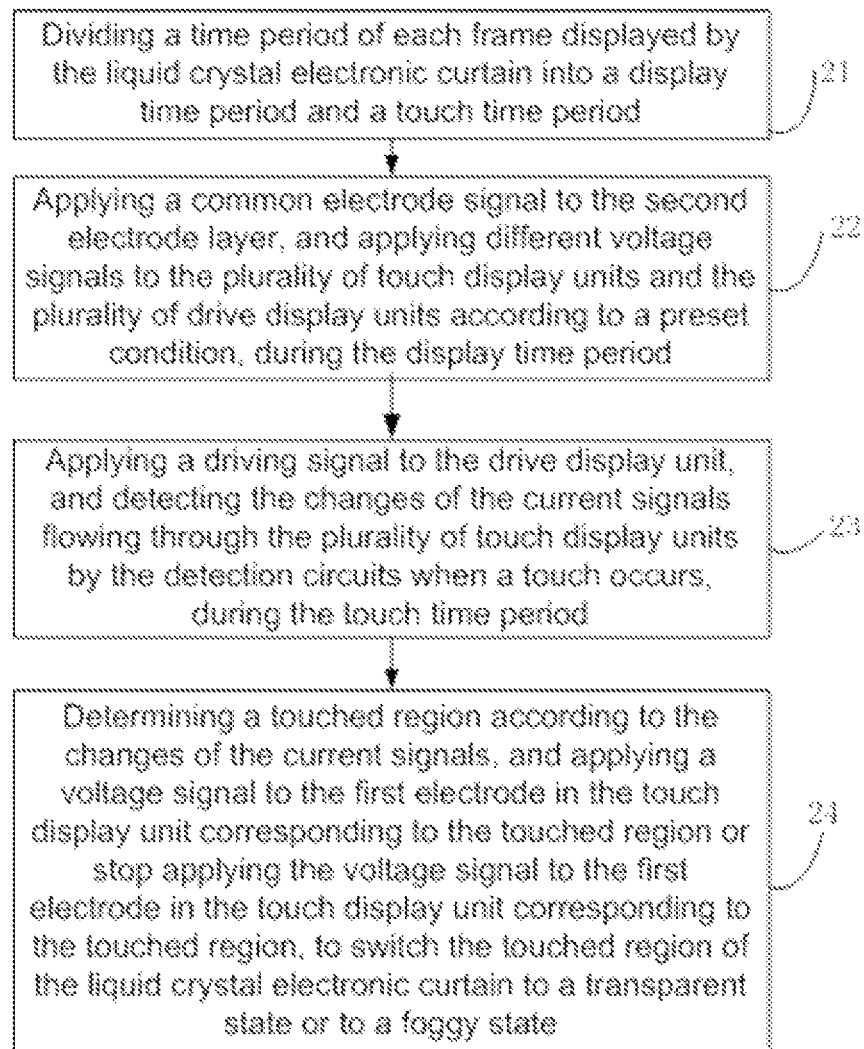 Dividing a time period of each frame displayed by
the liquid crystal electronic curtain into a display
time period and a touch time period
21
Applying a common electrode signal to the second
electrode layer, and applying different voltage
signals to the plurality of touch display units and the
plurality of drive display units according to a preset
condition, during the display time period
22
Applying a driving signal to the drive display unit,
and detecting the changes of the current signals
flowing through the plurality of touch display units
by the detection circuits when a touch occurs,
during the touch time period
23
Determining a touched region according to the
changes of the current signals, and applying a
voltage signal to the first electrode in the touch
display unit corresponding to the touched region or
stop applying the voltage signal to the first
electrode in the touch display unit corresponding to
the touched region, to switch the touched region of
the liquid crystal electronic curtain to a transparent
state or to a foggy state
24